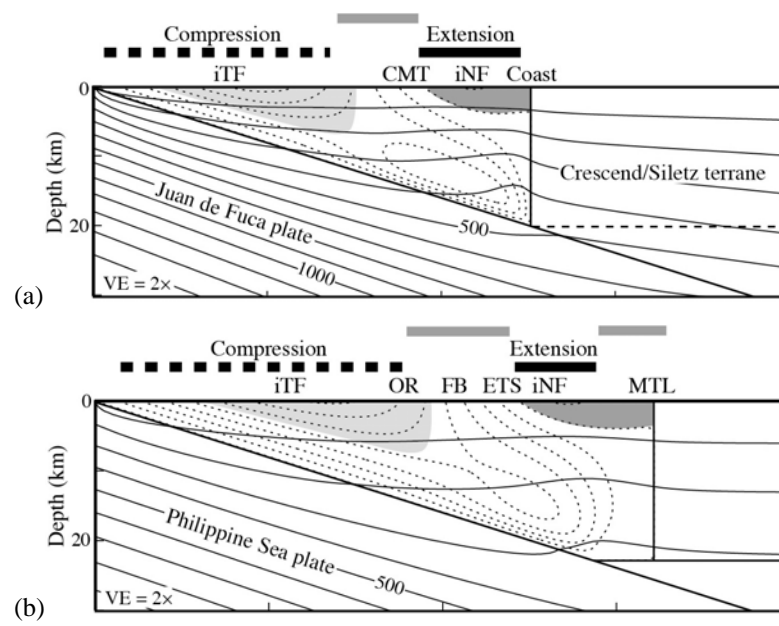 (a)
Compression Extension
iTF CMT iNF Coast
0
20
Depth (km)
Juan de Fuca plate
Crescend/Siletz terrane
500
1000
VE = 2×
(b)
Compression Extension
iTF OR FB ETS iNF MTL
0
20
Depth (km)
Philippine Sea plate
500
VE = 2×